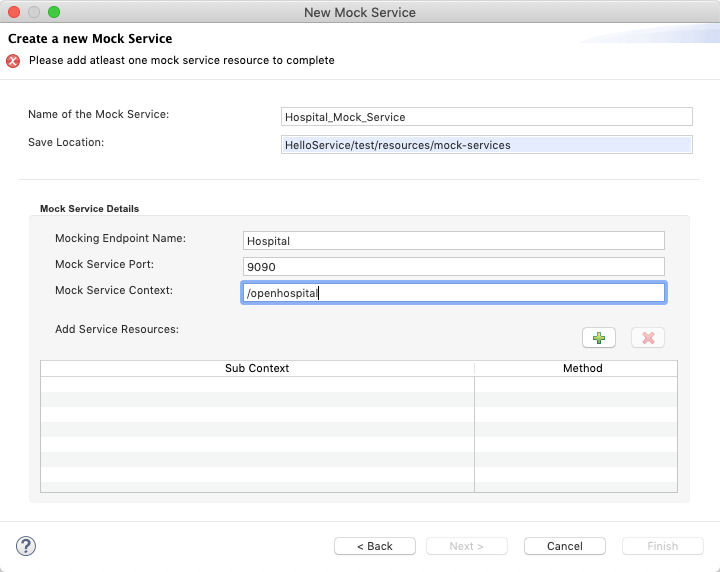 New Mock Service
Create a new Mock Service
Please add atleast one mock service resource to complete
Name of the Mock Service: Hospital_Mock_Service
Save Location: HelloService/test/resources/mock-services
Mock Service Details
Mocking Endpoint Name: Hospital
Mock Service Port: 9090
Mock Service Context: /openhospital
Add Service Resources:
Sub Context Method
? < Back Next > Cancel Finish